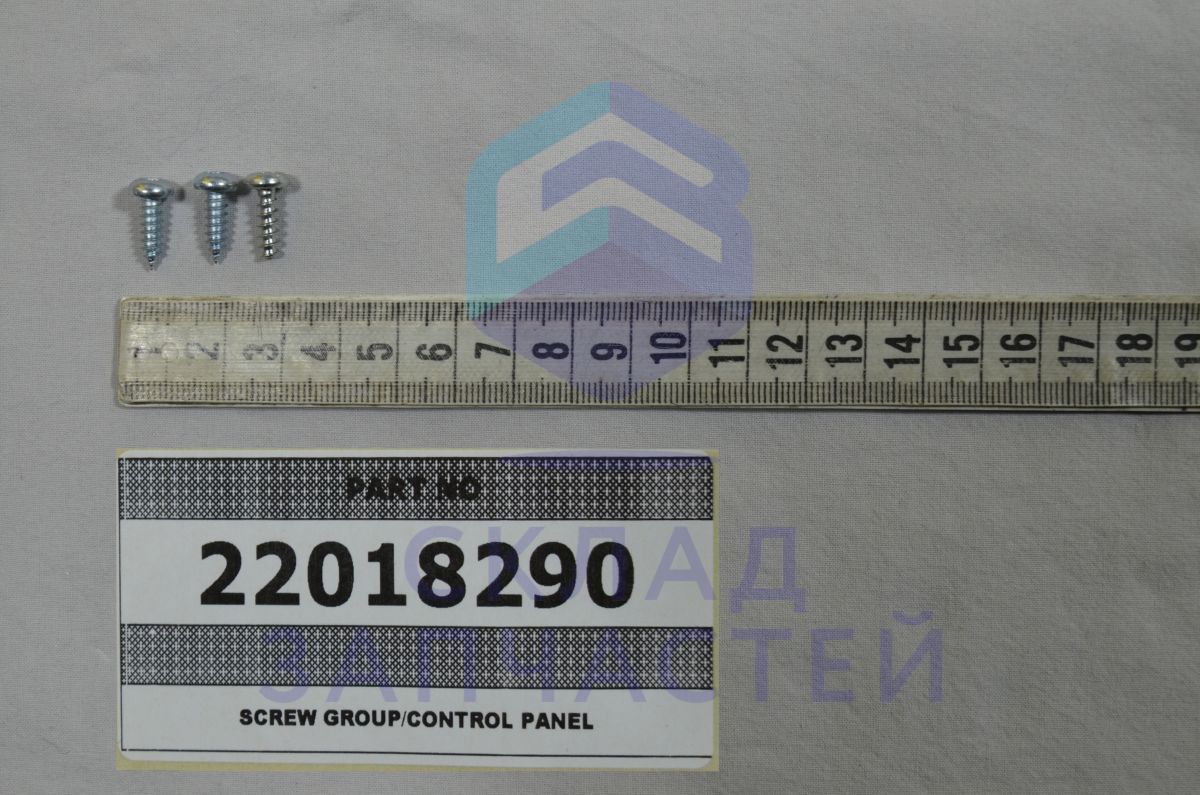 1 2 3 4 5 6 7 8 9 10 11 12 13 14 15 16 17 18 19
PART NO
22018290
СКЛАД
ЗАПЧАСТЕЙ
SCREW GROUP/CONTROL PANEL